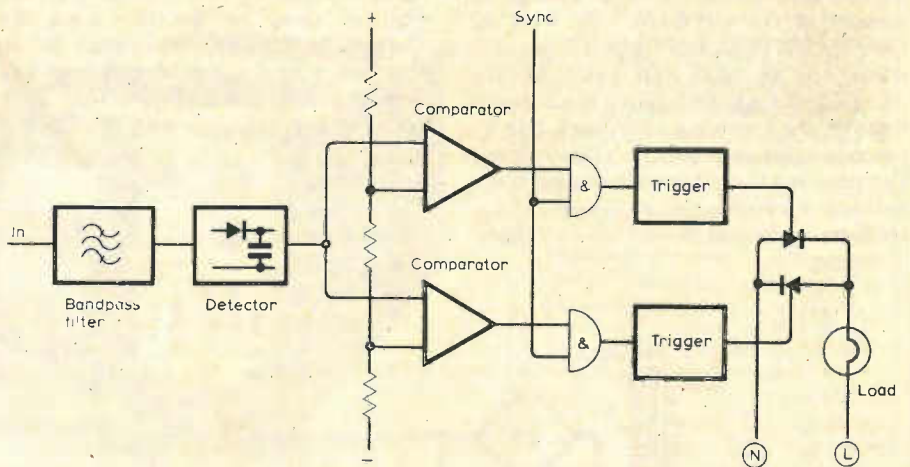 +
Sync
Comparator
&
Trigger
In
Bandpass
filter
Detector
Comparator
&
Trigger
Load
−
N
L